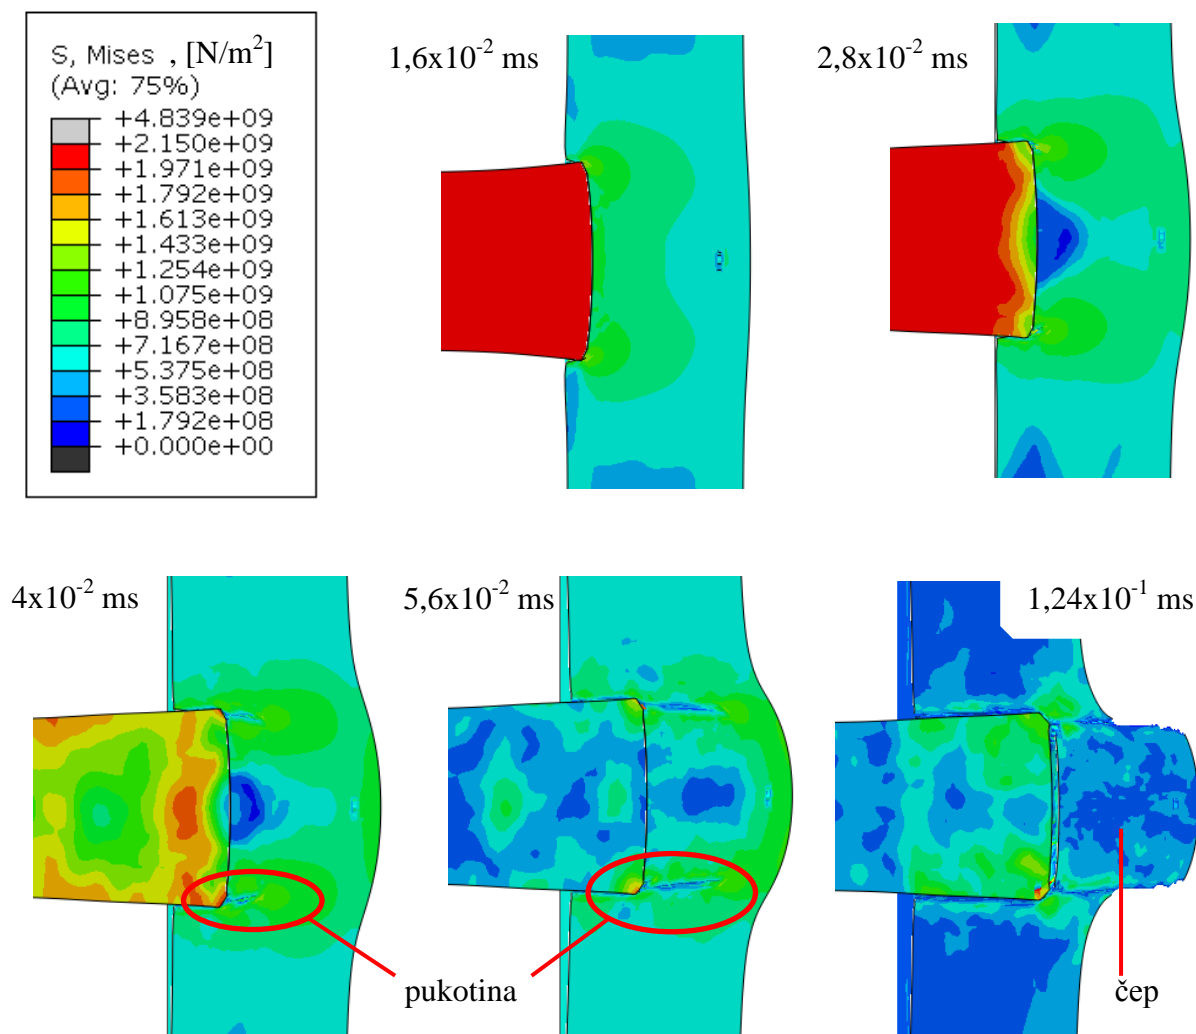 S, Mises , [N/m²]
(Avg: 75%)
+4.839e+09
+2.150e+09
+1.971e+09
+1.792e+09
+1.613e+09
+1.433e+09
+1.254e+09
+1.075e+09
+8.958e+08
+7.167e+08
+5.375e+08
+3.583e+08
+1.792e+08
+0.000e+00
1,6x10⁻² ms
2,8x10⁻² ms
4x10⁻² ms
5,6x10⁻² ms
1,24x10⁻¹ ms
pukotina
čep